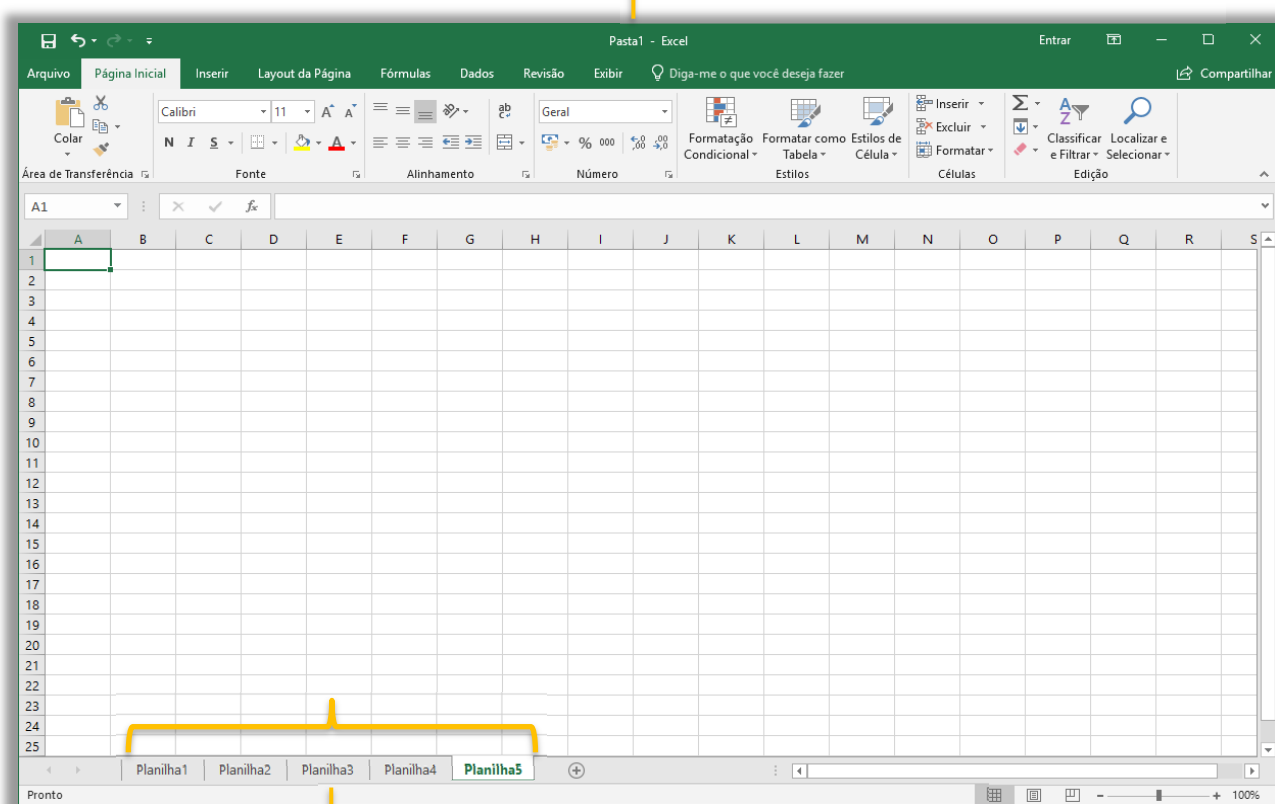 Pasta1 - Excel
Entrar
Arquivo Página Inicial Inserir Layout da Página Fórmulas Dados Revisão Exibir Diga-me o que você deseja fazer Compartilhar
Colar
Calibri 11 A A
N I S A
ab
Geral
% 000
,00
Formatação Condicional
Formatar como Tabela
Estilos de Célula
Inserir
Excluir
Formatar
Σ
Classificar e Filtrar
Localizar e Selecionar
Área de Transferência Fonte Alinhamento Número Estilos Células Edição
A1 fx
A B C D E F G H I J K L M N O P Q R S
1
2
3
4
5
6
7
8
9
10
11
12
13
14
15
16
17
18
19
20
21
22
23
24
25
Planilha1 Planilha2 Planilha3 Planilha4 Planilha5
Pronto 100%